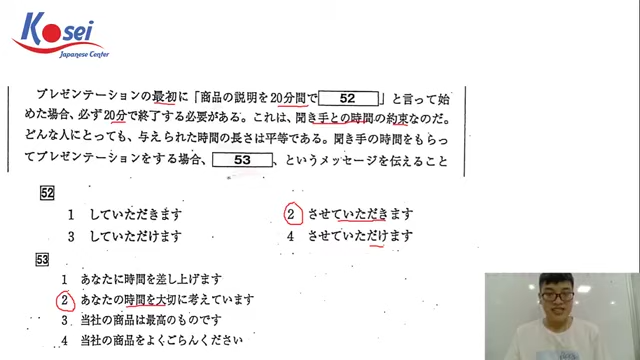 Kosei
Japanese Center
プレゼンテーションの最初に「商品の説明を20分間で 52 」と言って始
めた場合、必ず20分で終了する必要がある。これは、聞き手との時間の約束なのだ。
どんな人にとっても、与えられた時間の長さは平等である。聞き手の時間をもらっ
てプレゼンテーションをする場合、 53 、というメッセージを伝えること
52
1 していただきます
2 させていただきます
3 していただけます
4 させていただけます
53
1 あなたに時間を差し上げます
2 あなたの時間を大切に考えています
3 当社の商品は最高のものです
4 当社の商品をよくごらんください